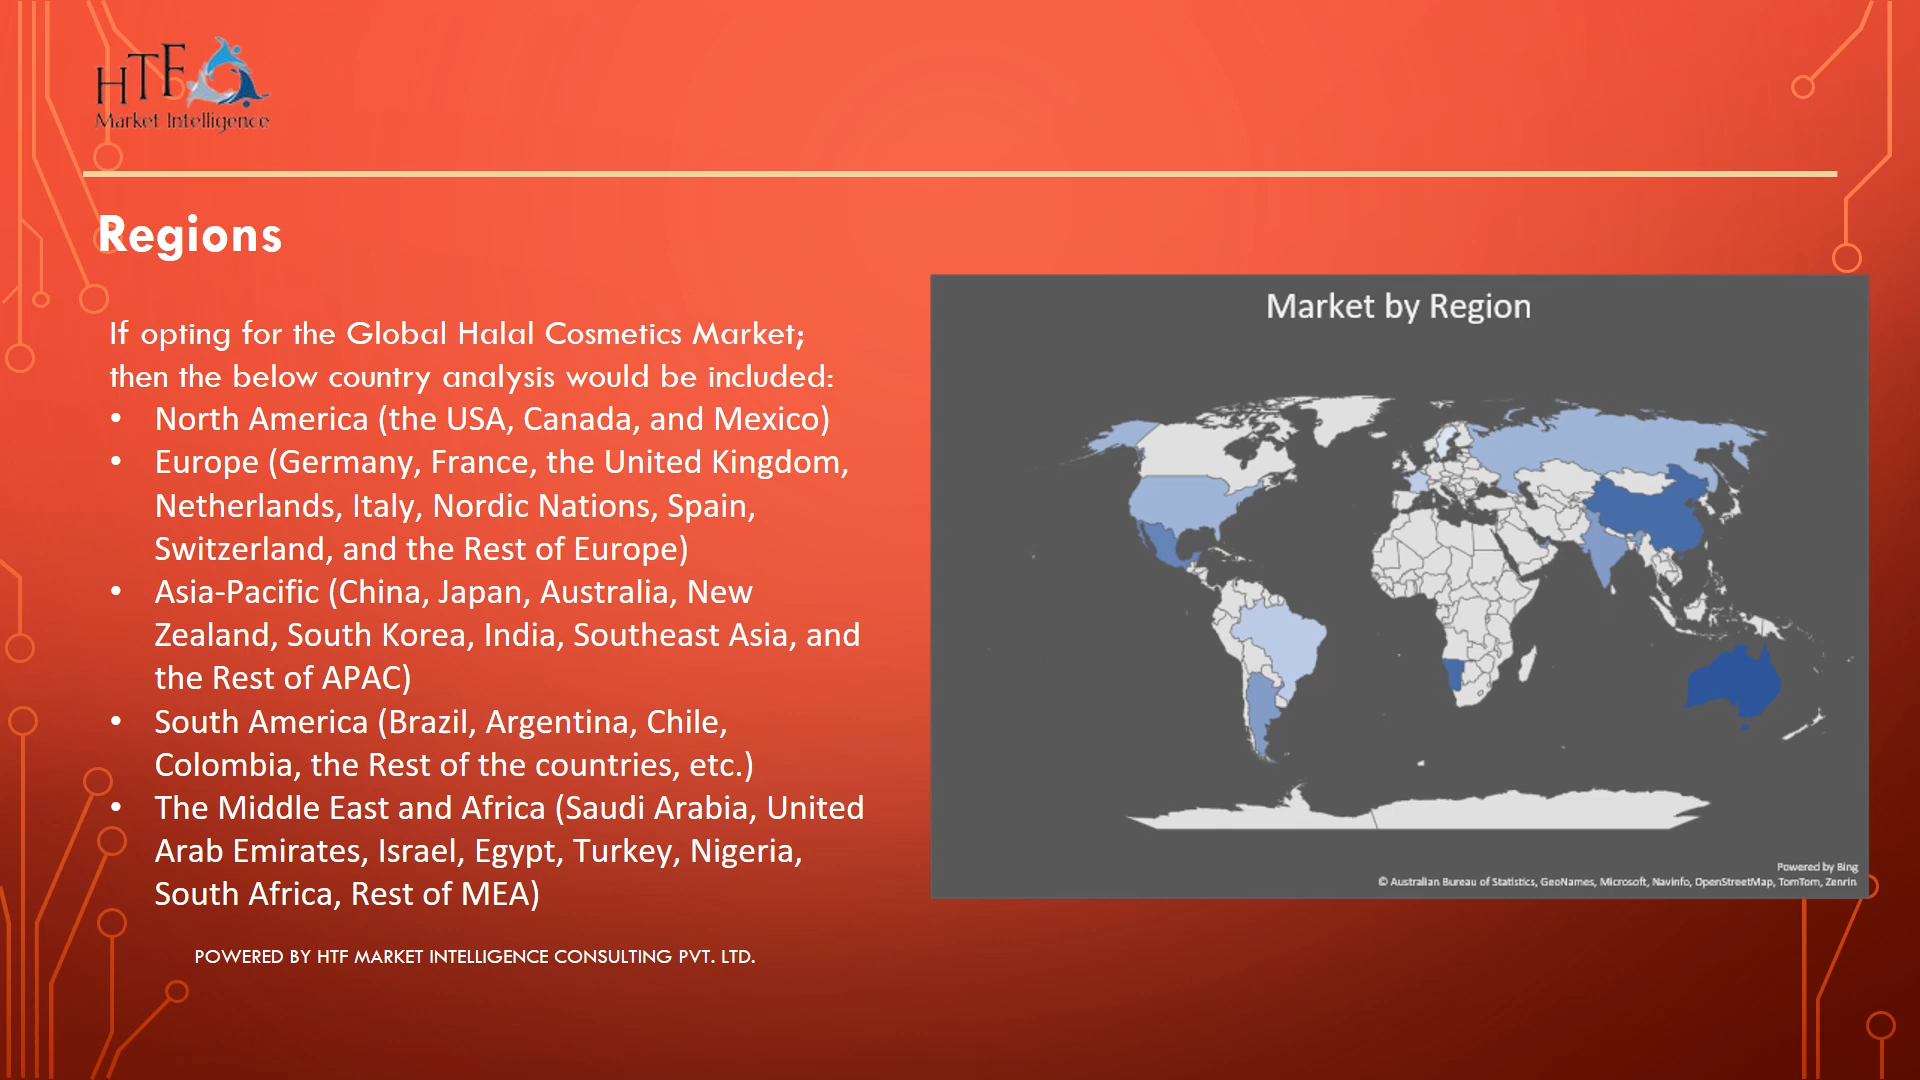 HTF
Market Intelligence
Regions
If opting for the Global Halal Cosmetics Market;
then the below country analysis would be included:
• North America (the USA, Canada, and Mexico)
• Europe (Germany, France, the United Kingdom,
Netherlands, Italy, Nordic Nations, Spain,
Switzerland, and the Rest of Europe)
• Asia-Pacific (China, Japan, Australia, New
Zealand, South Korea, India, Southeast Asia, and
the Rest of APAC)
• South America (Brazil, Argentina, Chile,
Colombia, the Rest of the countries, etc.)
• The Middle East and Africa (Saudi Arabia, United
Arab Emirates, Israel, Egypt, Turkey, Nigeria,
South Africa, Rest of MEA)
POWERED BY HTF MARKET INTELLIGENCE CONSULTING PVT. LTD.
Market by Region
Powered by Bing
© Australian Bureau of Statistics, GeoNames, Microsoft, Navinfo, OpenStreetMap, TomTom, Zenrin